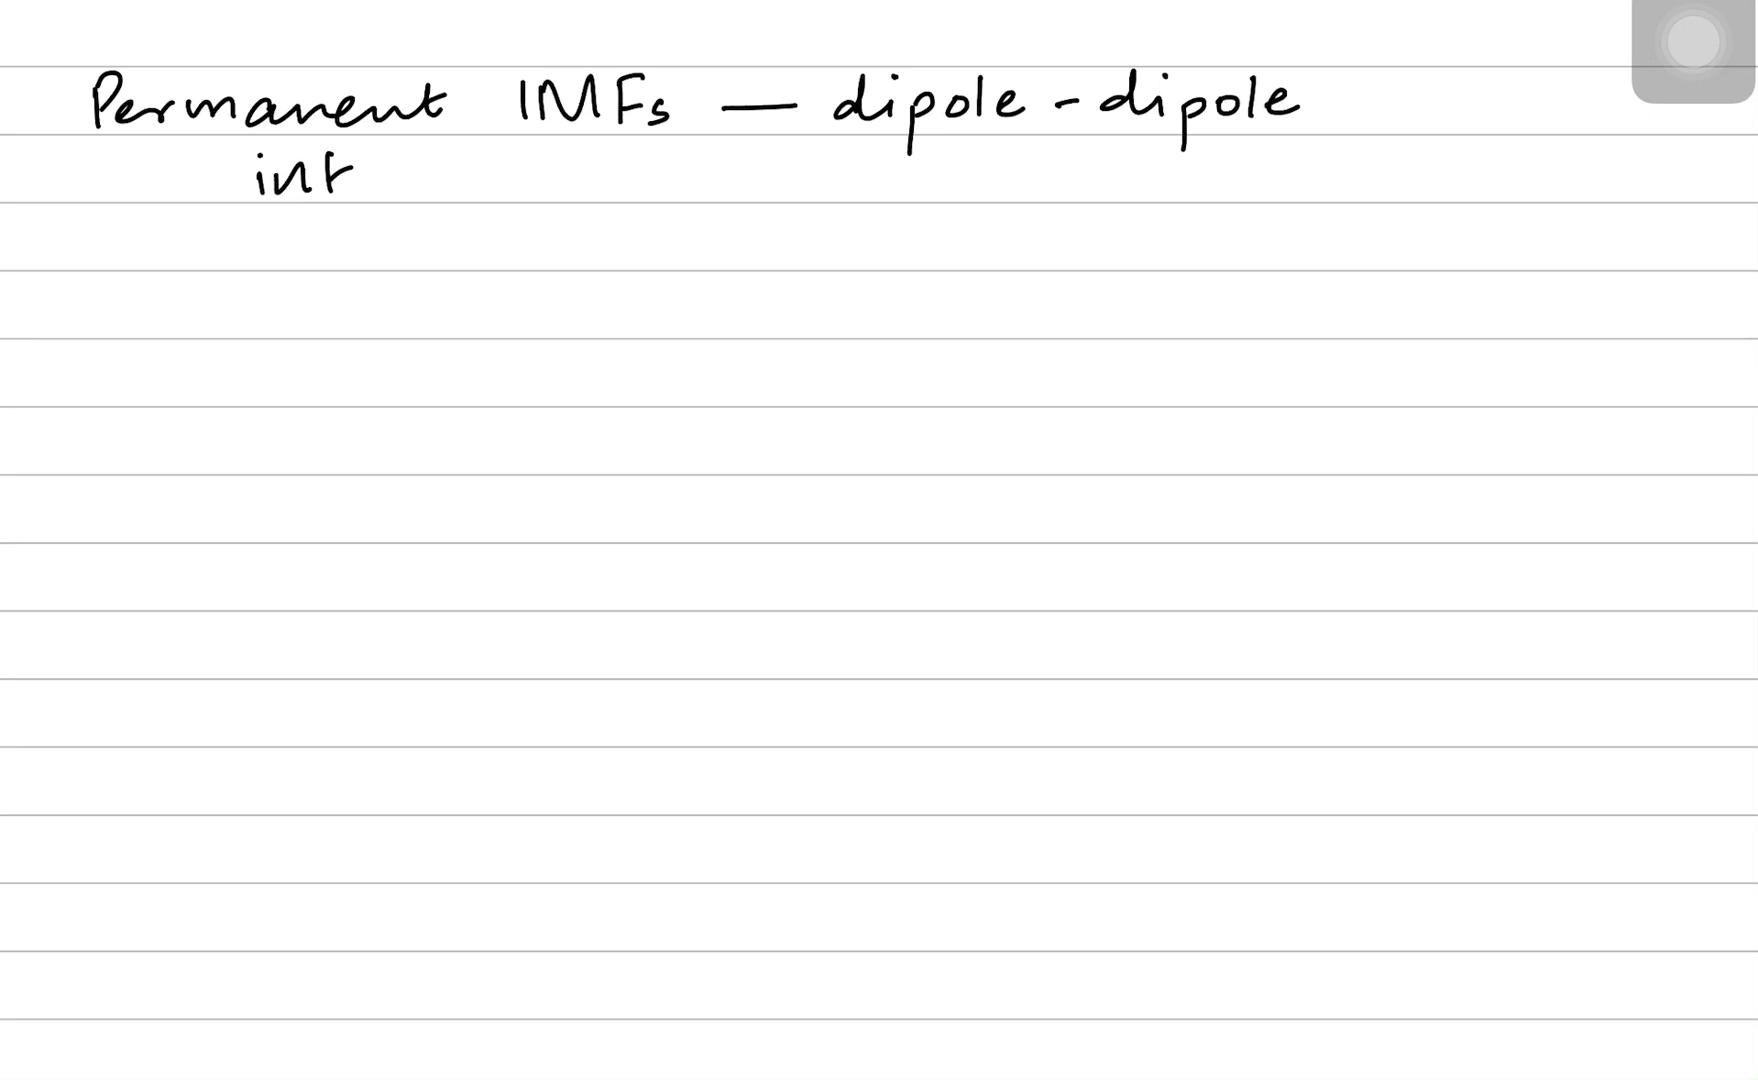 Permanent IMFs — dipole - dipole
int